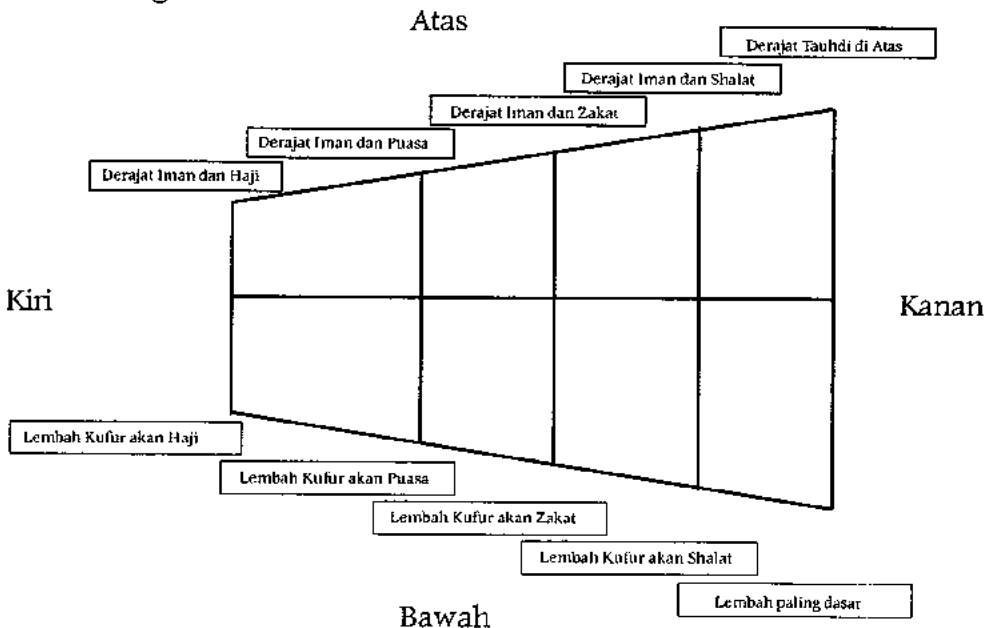 Atas
Derajat Tauhdi di Atas
Derajat Iman dan Shalat
Derajat Iman dan Zakat
Derajat Iman dan Puasa
Derajat Iman dan Haji
Kiri
Kanan
Lembah Kufur akan Haji
Lembah Kufur akan Puasa
Lembah Kufur akan Zakat
Lembah Kufur akan Shalat
Lembah paling dasar
Bawah